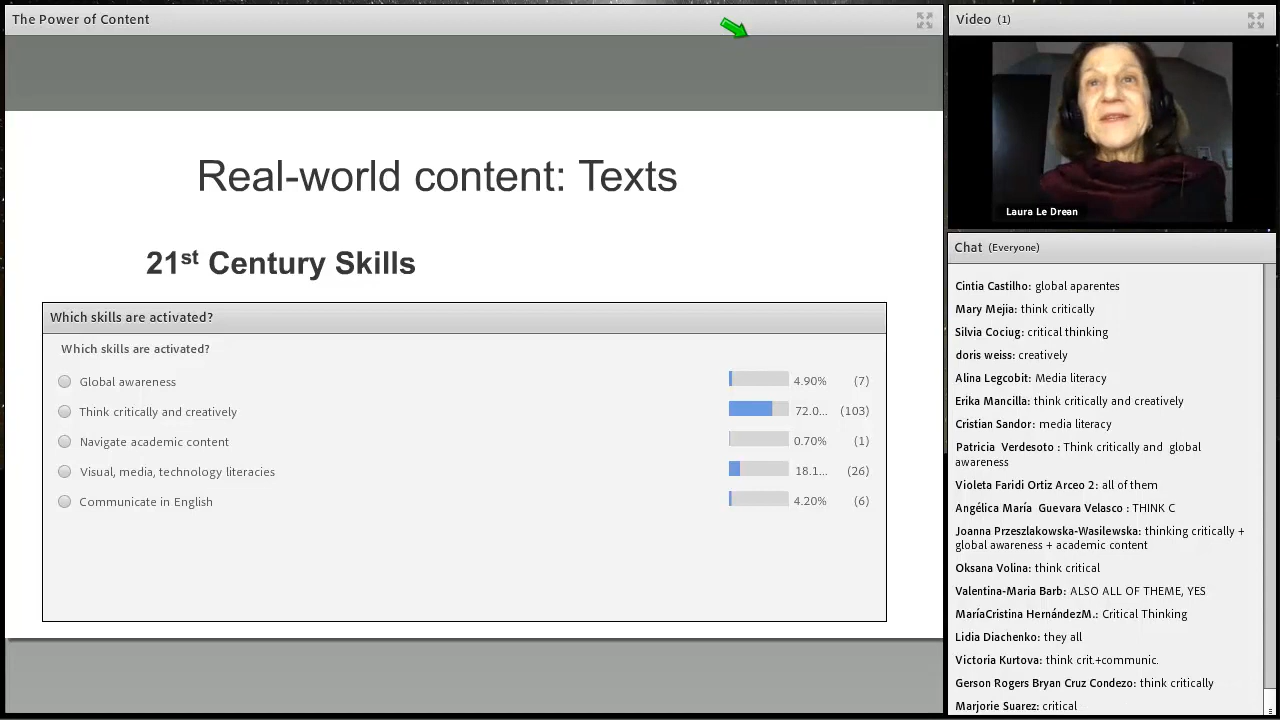 The Power of Content
Real-world content: Texts
21st Century Skills
Which skills are activated?
Which skills are activated?
Global awareness 4.90% (7)
Think critically and creatively 72.0... (103)
Navigate academic content 0.70% (1)
Visual, media, technology literacies 18.1... (26)
Communicate in English 4.20% (6)
Video (1)
Laura Le Drean
Chat (Everyone)
Cintia Castilho: global aparentes
Mary Mejia: think critically
Silvia Cociug: critical thinking
doris weiss: creatively
Alina Legcobit: Media literacy
Erika Mancilla: think critically and creatively
Cristian Sandor: media literacy
Patricia Verdesoto : Think critically and global
awareness
Violeta Faridi Ortiz Arceo 2: all of them
Angélica María Guevara Velasco : THINK C
Joanna Przeszlakowska-Wasilewska: thinking critically +
global awareness + academic content
Oksana Volina: think critical
Valentina-Maria Barb: ALSO ALL OF THEME, YES
MaríaCristina HernándezM.: Critical Thinking
Lidia Diachenko: they all
Victoria Kurtova: think crit.+communic.
Gerson Rogers Bryan Cruz Condezo: think critically
Marjorie Suarez: critical